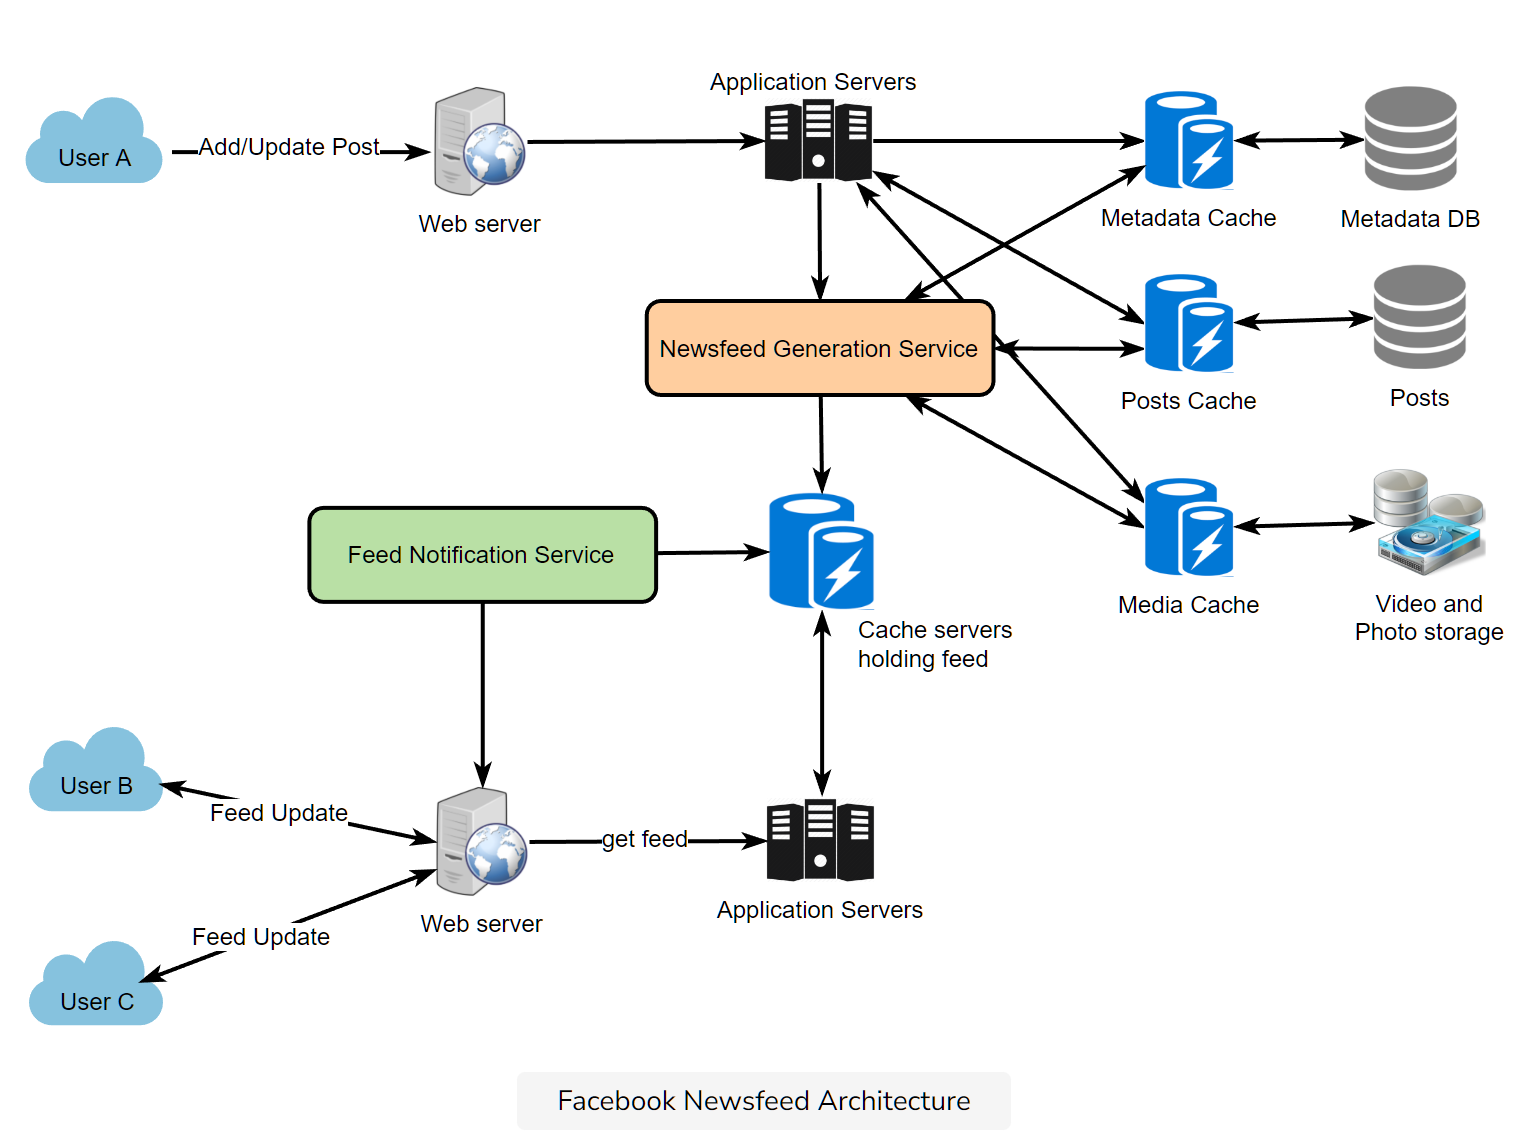 Application Servers
User A
Add/Update Post
Web server
Metadata Cache
Metadata DB
Newsfeed Generation Service
Posts Cache
Posts
Feed Notification Service
Cache servers
holding feed
Media Cache
Video and
Photo storage
User B
Feed Update
get feed
Web server
Application Servers
Feed Update
User C
Facebook Newsfeed Architecture